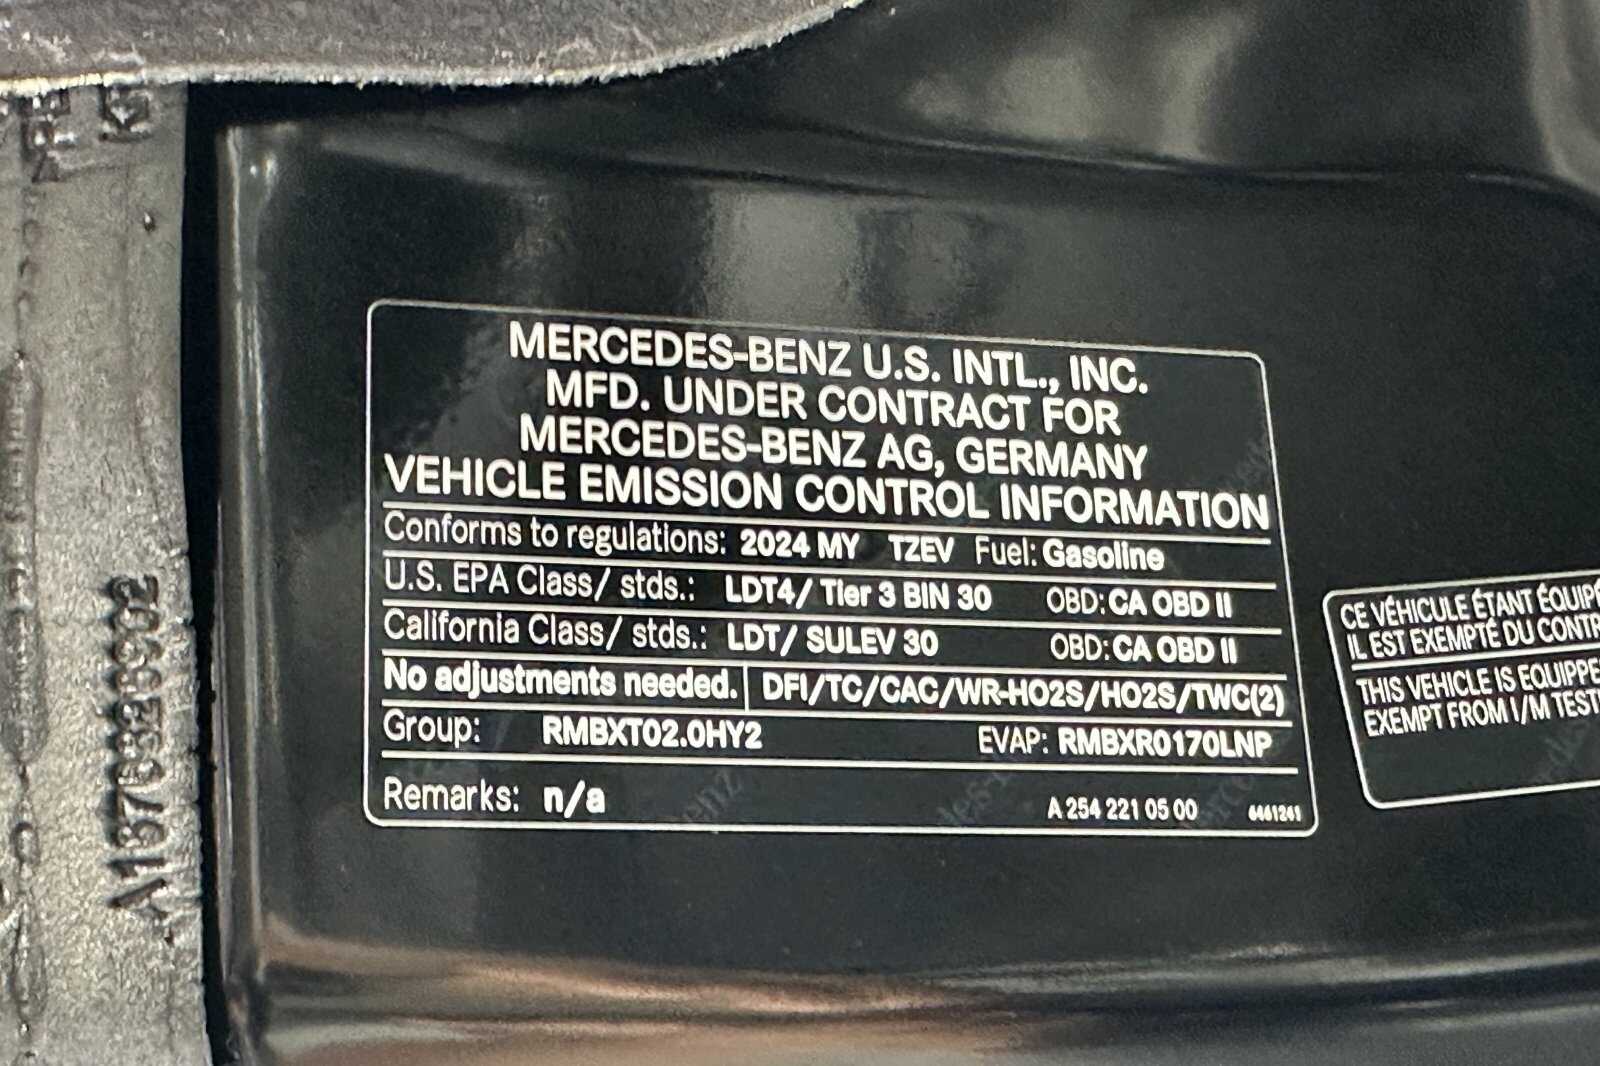 MERCEDES-BENZ U.S. INTL., INC.
MFD. UNDER CONTRACT FOR
MERCEDES-BENZ AG, GERMANY
VEHICLE EMISSION CONTROL INFORMATION
Conforms to regulations: 2024 MY TZEV Fuel: Gasoline
U.S. EPA Class/ stds.: LDT4/ Tier 3 BIN 30 OBD: CA OBD II
California Class/ stds.: LDT/ SULEV 30 OBD: CA OBD II
No adjustments needed. DFI/TC/CAC/WR-HO2S/HO2S/TWC(2)
Group: RMBXT02.0HY2 EVAP: RMBXR0170LNP
Remarks: n/a A 254 221 05 00 6461241
CE VÉHICULE ÉTANT ÉQUIPÉ
IL EST EXEMPTÉ DU CONTR
THIS VEHICLE IS EQUIPPE
EXEMPT FROM I/M TEST